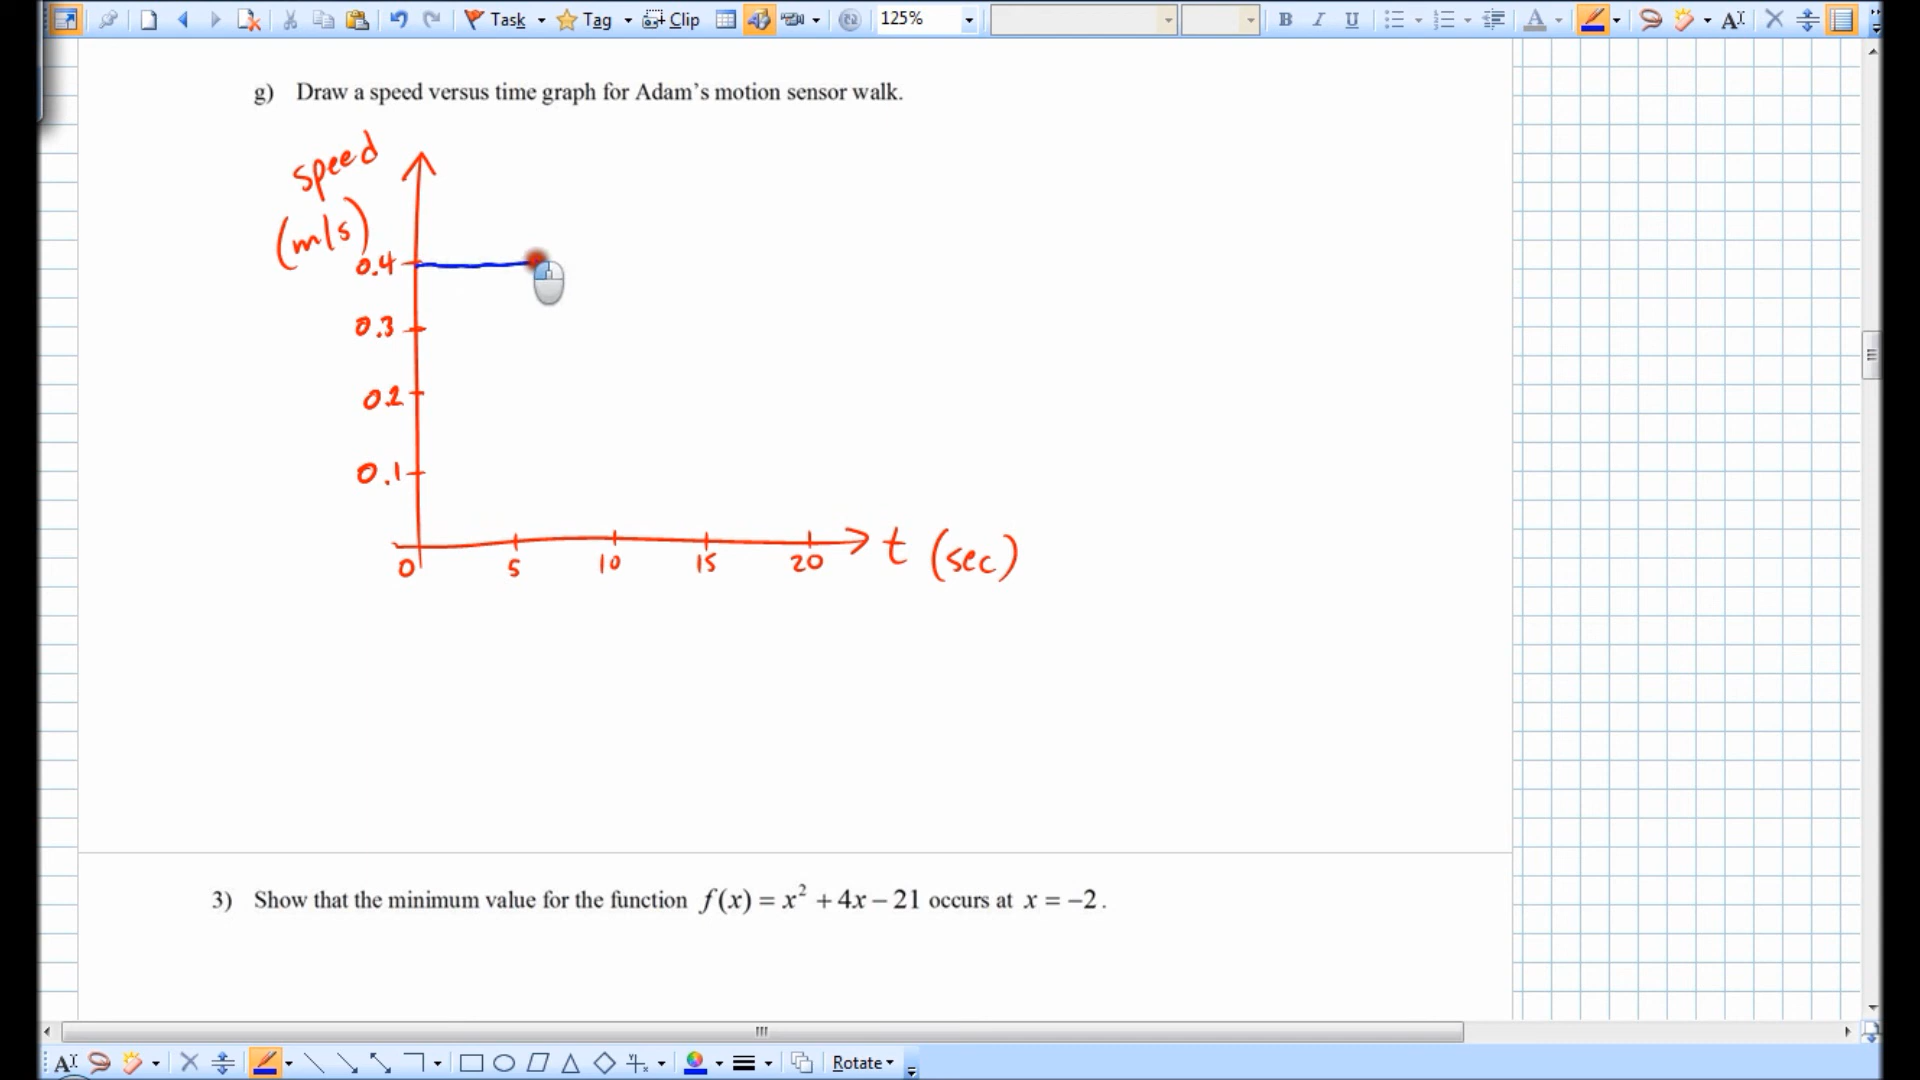 Task Tag Clip 125% B I U A
g) Draw a speed versus time graph for Adam's motion sensor walk.
speed
(m/s)
0.4
0.3
0.2
0.1
0 5 10 15 20 t (sec)
3) Show that the minimum value for the function f(x) = x² + 4x − 21 occurs at x = −2.
Rotate